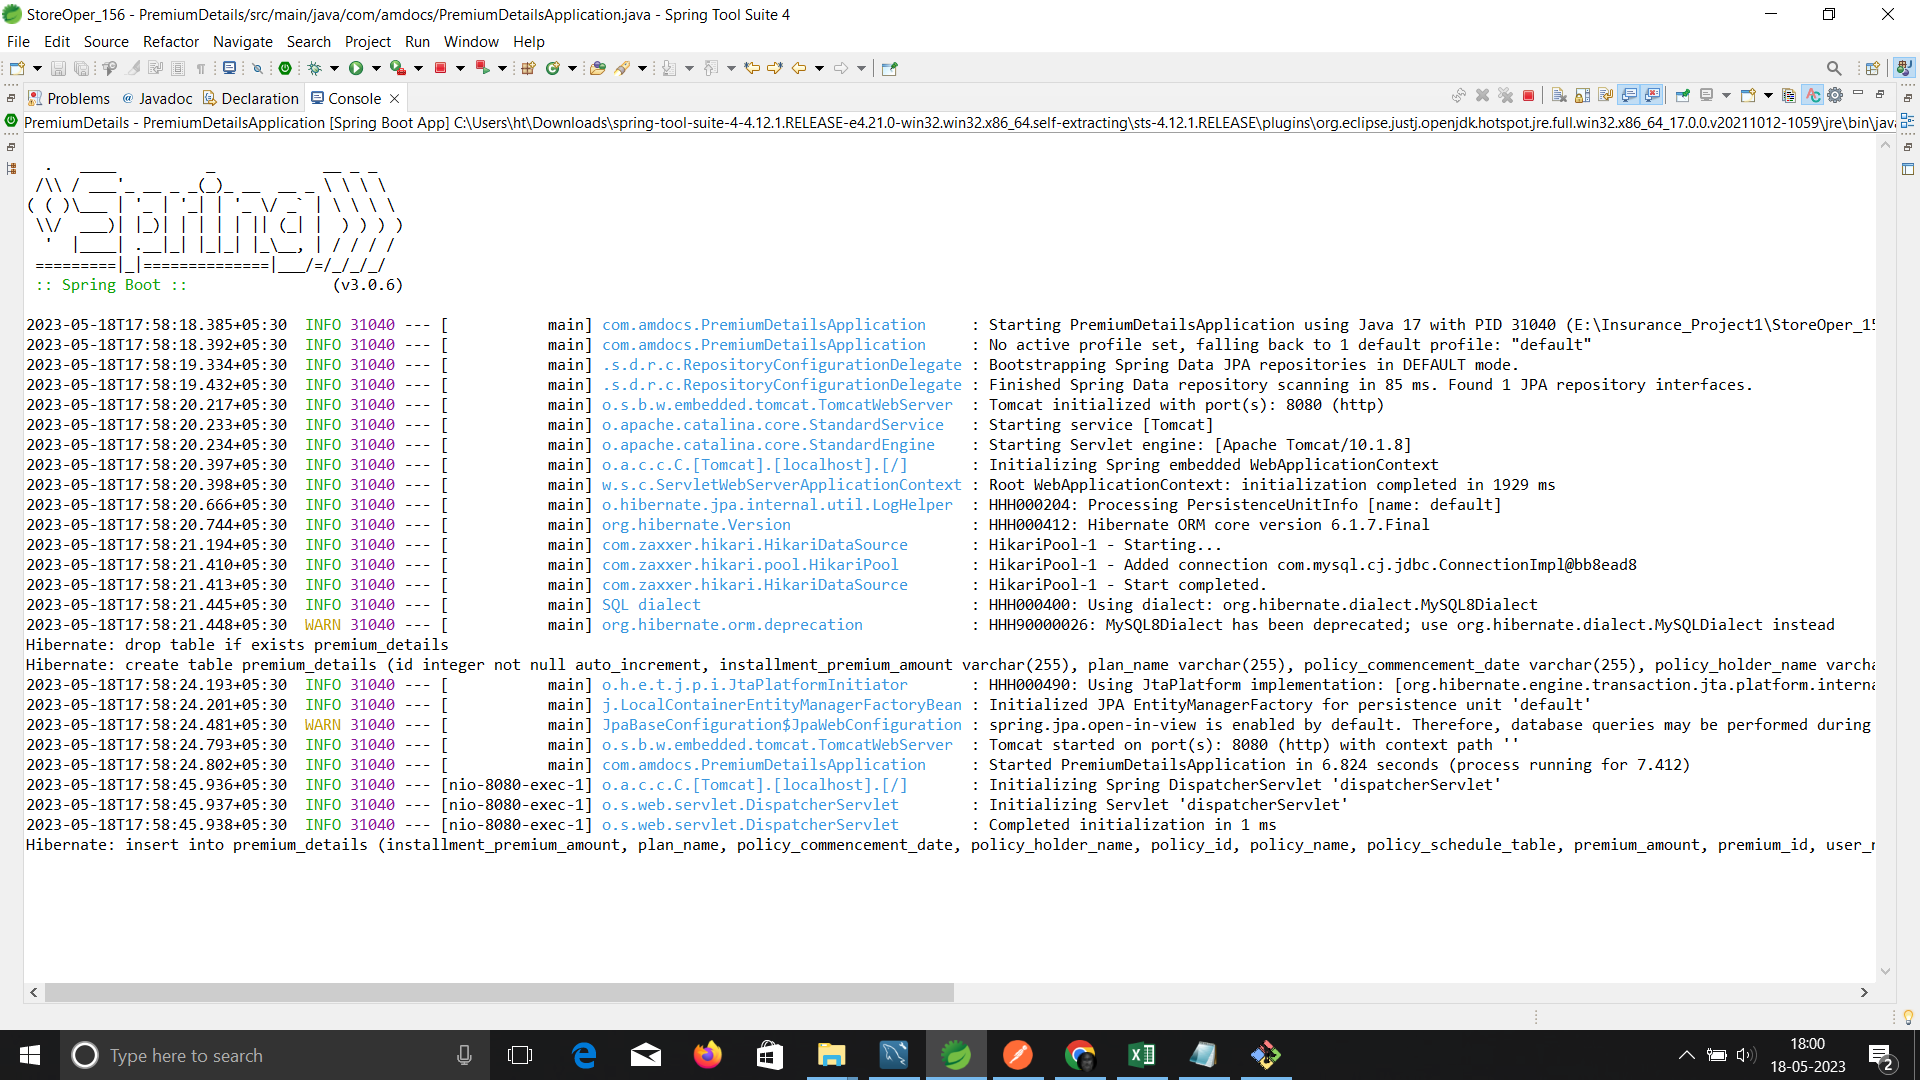 StoreOper_156 - PremiumDetails/src/main/java/com/amdocs/PremiumDetailsApplication.java - Spring Tool Suite 4
File Edit Source Refactor Navigate Search Project Run Window Help
Problems @ Javadoc Declaration Console
PremiumDetails - PremiumDetailsApplication [Spring Boot App] C:\Users\ht\Downloads\spring-tool-suite-4-4.12.1.RELEASE-e4.21.0-win32.win32.x86_64.self-extracting\sts-4.12.1.RELEASE\plugins\org.eclipse.justj.openjdk.hotspot.jre.full.win32.x86_64_17.0.0.v20211012-1059\jre\bin\java
  .   ____          _            __ _ _
 /\\ / ___'_ __ _ _(_)_ __  __ _ \ \ \ \
( ( )\___ | '_ | '_| | '_ \/ _` | \ \ \ \
 \\/  ___)| |_)| | | | | || (_| |  ) ) ) )
  '  |____| .__|_| |_|_| |_\__, | / / / /
 =========|_|==============|___/=/_/_/_/
 :: Spring Boot ::                (v3.0.6)
2023-05-18T17:58:18.385+05:30  INFO 31040 --- [           main] com.amdocs.PremiumDetailsApplication     : Starting PremiumDetailsApplication using Java 17 with PID 31040 (E:\Insurance_Project1\StoreOper_15
2023-05-18T17:58:18.392+05:30  INFO 31040 --- [           main] com.amdocs.PremiumDetailsApplication     : No active profile set, falling back to 1 default profile: "default"
2023-05-18T17:58:19.334+05:30  INFO 31040 --- [           main] .s.d.r.c.RepositoryConfigurationDelegate : Bootstrapping Spring Data JPA repositories in DEFAULT mode.
2023-05-18T17:58:19.432+05:30  INFO 31040 --- [           main] .s.d.r.c.RepositoryConfigurationDelegate : Finished Spring Data repository scanning in 85 ms. Found 1 JPA repository interfaces.
2023-05-18T17:58:20.217+05:30  INFO 31040 --- [           main] o.s.b.w.embedded.tomcat.TomcatWebServer  : Tomcat initialized with port(s): 8080 (http)
2023-05-18T17:58:20.233+05:30  INFO 31040 --- [           main] o.apache.catalina.core.StandardService   : Starting service [Tomcat]
2023-05-18T17:58:20.234+05:30  INFO 31040 --- [           main] o.apache.catalina.core.StandardEngine    : Starting Servlet engine: [Apache Tomcat/10.1.8]
2023-05-18T17:58:20.397+05:30  INFO 31040 --- [           main] o.a.c.c.C.[Tomcat].[localhost].[/]       : Initializing Spring embedded WebApplicationContext
2023-05-18T17:58:20.398+05:30  INFO 31040 --- [           main] w.s.c.ServletWebServerApplicationContext : Root WebApplicationContext: initialization completed in 1929 ms
2023-05-18T17:58:20.666+05:30  INFO 31040 --- [           main] o.hibernate.jpa.internal.util.LogHelper  : HHH000204: Processing PersistenceUnitInfo [name: default]
2023-05-18T17:58:20.744+05:30  INFO 31040 --- [           main] org.hibernate.Version                    : HHH000412: Hibernate ORM core version 6.1.7.Final
2023-05-18T17:58:21.194+05:30  INFO 31040 --- [           main] com.zaxxer.hikari.HikariDataSource       : HikariPool-1 - Starting...
2023-05-18T17:58:21.410+05:30  INFO 31040 --- [           main] com.zaxxer.hikari.pool.HikariPool        : HikariPool-1 - Added connection com.mysql.cj.jdbc.ConnectionImpl@bb8ead8
2023-05-18T17:58:21.413+05:30  INFO 31040 --- [           main] com.zaxxer.hikari.HikariDataSource       : HikariPool-1 - Start completed.
2023-05-18T17:58:21.445+05:30  INFO 31040 --- [           main] SQL dialect                              : HHH000400: Using dialect: org.hibernate.dialect.MySQL8Dialect
2023-05-18T17:58:21.448+05:30  WARN 31040 --- [           main] org.hibernate.orm.deprecation            : HHH90000026: MySQL8Dialect has been deprecated; use org.hibernate.dialect.MySQLDialect instead
Hibernate: drop table if exists premium_details
Hibernate: create table premium_details (id integer not null auto_increment, installment_premium_amount varchar(255), plan_name varchar(255), policy_commencement_date varchar(255), policy_holder_name varcha
2023-05-18T17:58:24.193+05:30  INFO 31040 --- [           main] o.h.e.t.j.p.i.JtaPlatformInitiator       : HHH000490: Using JtaPlatform implementation: [org.hibernate.engine.transaction.jta.platform.interna
2023-05-18T17:58:24.201+05:30  INFO 31040 --- [           main] j.LocalContainerEntityManagerFactoryBean : Initialized JPA EntityManagerFactory for persistence unit 'default'
2023-05-18T17:58:24.481+05:30  WARN 31040 --- [           main] JpaBaseConfiguration$JpaWebConfiguration : spring.jpa.open-in-view is enabled by default. Therefore, database queries may be performed during
2023-05-18T17:58:24.793+05:30  INFO 31040 --- [           main] o.s.b.w.embedded.tomcat.TomcatWebServer  : Tomcat started on port(s): 8080 (http) with context path ''
2023-05-18T17:58:24.802+05:30  INFO 31040 --- [           main] com.amdocs.PremiumDetailsApplication     : Started PremiumDetailsApplication in 6.824 seconds (process running for 7.412)
2023-05-18T17:58:45.936+05:30  INFO 31040 --- [nio-8080-exec-1] o.a.c.c.C.[Tomcat].[localhost].[/]       : Initializing Spring DispatcherServlet 'dispatcherServlet'
2023-05-18T17:58:45.937+05:30  INFO 31040 --- [nio-8080-exec-1] o.s.web.servlet.DispatcherServlet        : Initializing Servlet 'dispatcherServlet'
2023-05-18T17:58:45.938+05:30  INFO 31040 --- [nio-8080-exec-1] o.s.web.servlet.DispatcherServlet        : Completed initialization in 1 ms
Hibernate: insert into premium_details (installment_premium_amount, plan_name, policy_commencement_date, policy_holder_name, policy_id, policy_name, policy_schedule_table, premium_amount, premium_id, user_n
Type here to search
18:00
18-05-2023
2